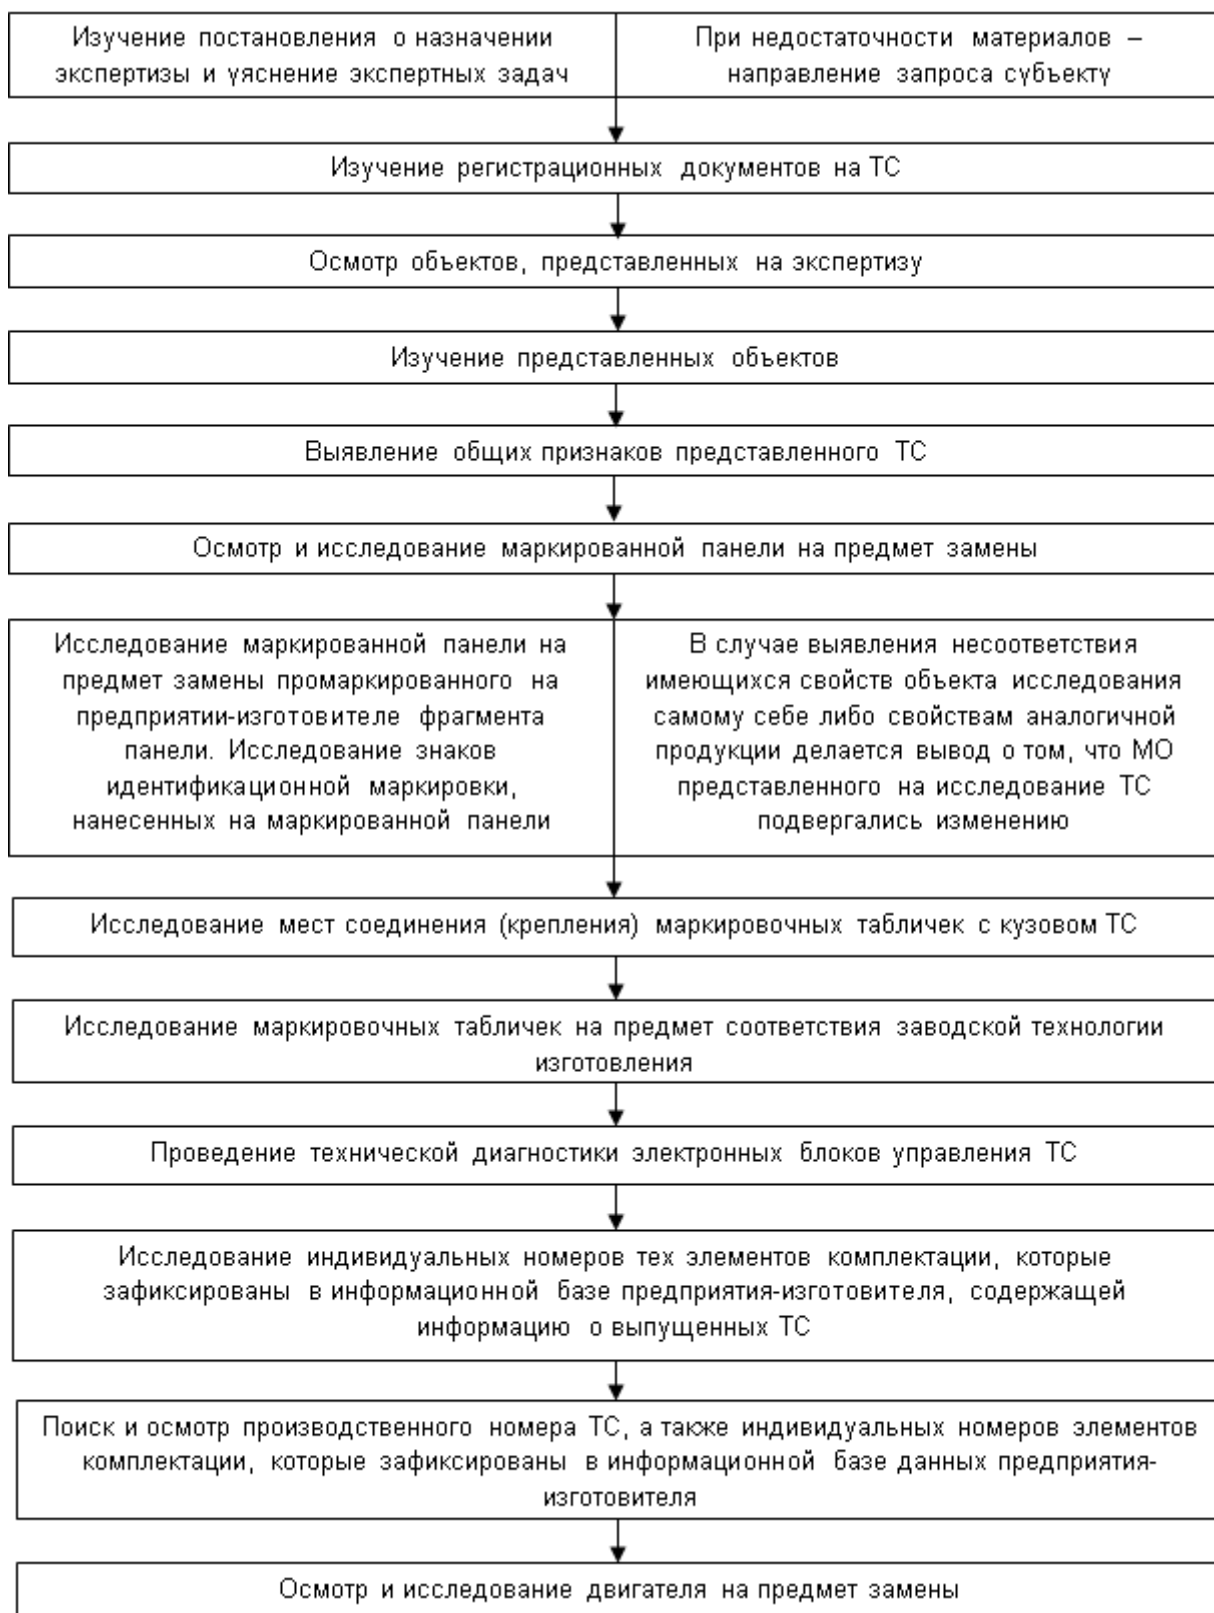 Изучение постановления о назначении
экспертизы и уяснение экспертных задач
При недостаточности материалов –
направление запроса субъекту
Изучение регистрационных документов на ТС
Осмотр объектов, представленных на экспертизу
Изучение представленных объектов
Выявление общих признаков представленного ТС
Осмотр и исследование маркированной панели на предмет замены
Исследование маркированной панели на
предмет замены промаркированного на
предприятии-изготовителе фрагмента
панели. Исследование знаков
идентификационной маркировки,
нанесенных на маркированной панели
В случае выявления несоответствия
имеющихся свойств объекта исследования
самому себе либо свойствам аналогичной
продукции делается вывод о том, что МО
представленного на исследование ТС
подвергались изменению
Исследование мест соединения (крепления) маркировочных табличек с кузовом ТС
Исследование маркировочных табличек на предмет соответствия заводской технологии
изготовления
Проведение технической диагностики электронных блоков управления ТС
Исследование индивидуальных номеров тех элементов комплектации, которые
зафиксированы в информационной базе предприятия-изготовителя, содержащей
информацию о выпущенных ТС
Поиск и осмотр производственного номера ТС, а также индивидуальных номеров элементов
комплектации, которые зафиксированы в информационной базе данных предприятия-
изготовителя
Осмотр и исследование двигателя на предмет замены